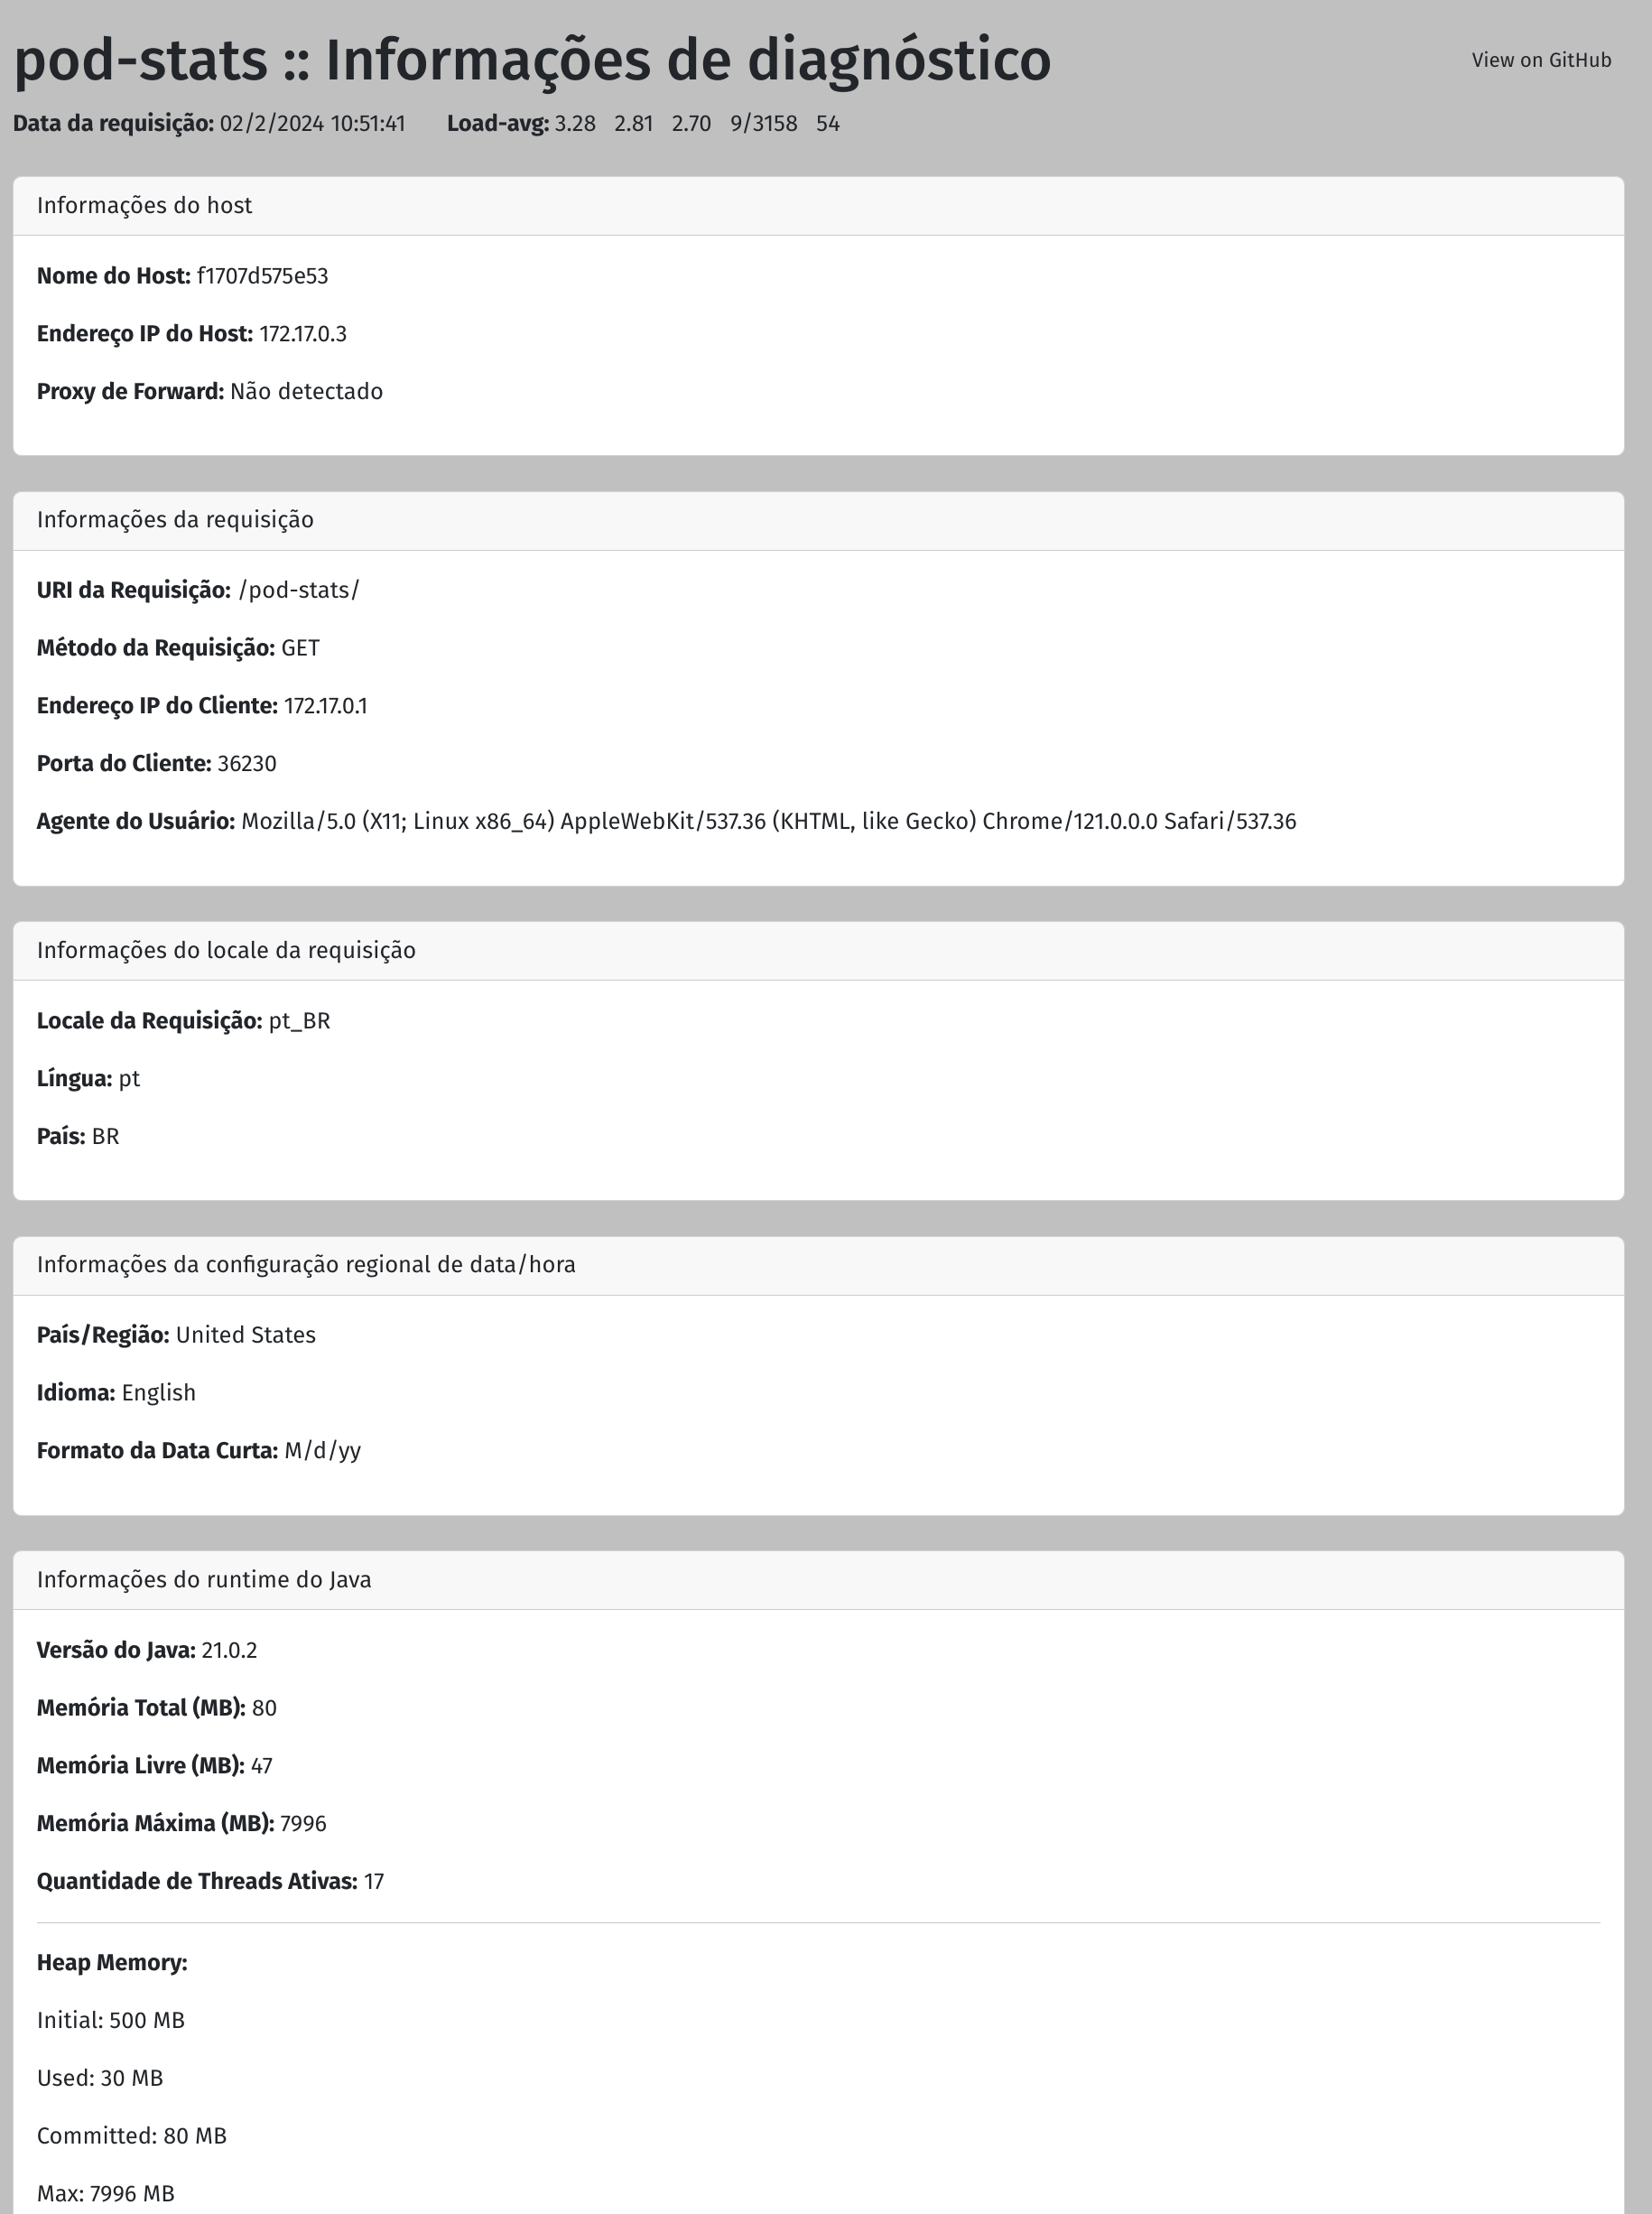 pod-stats :: Informações de diagnóstico
View on GitHub
Data da requisição: 02/2/2024 10:51:41 Load-avg: 3.28 2.81 2.70 9/3158 54
Informações do host
Nome do Host: f1707d575e53
Endereço IP do Host: 172.17.0.3
Proxy de Forward: Não detectado
Informações da requisição
URI da Requisição: /pod-stats/
Método da Requisição: GET
Endereço IP do Cliente: 172.17.0.1
Porta do Cliente: 36230
Agente do Usuário: Mozilla/5.0 (X11; Linux x86_64) AppleWebKit/537.36 (KHTML, like Gecko) Chrome/121.0.0.0 Safari/537.36
Informações do locale da requisição
Locale da Requisição: pt_BR
Língua: pt
País: BR
Informações da configuração regional de data/hora
País/Região: United States
Idioma: English
Formato da Data Curta: M/d/yy
Informações do runtime do Java
Versão do Java: 21.0.2
Memória Total (MB): 80
Memória Livre (MB): 47
Memória Máxima (MB): 7996
Quantidade de Threads Ativas: 17
Heap Memory:
Initial: 500 MB
Used: 30 MB
Committed: 80 MB
Max: 7996 MB